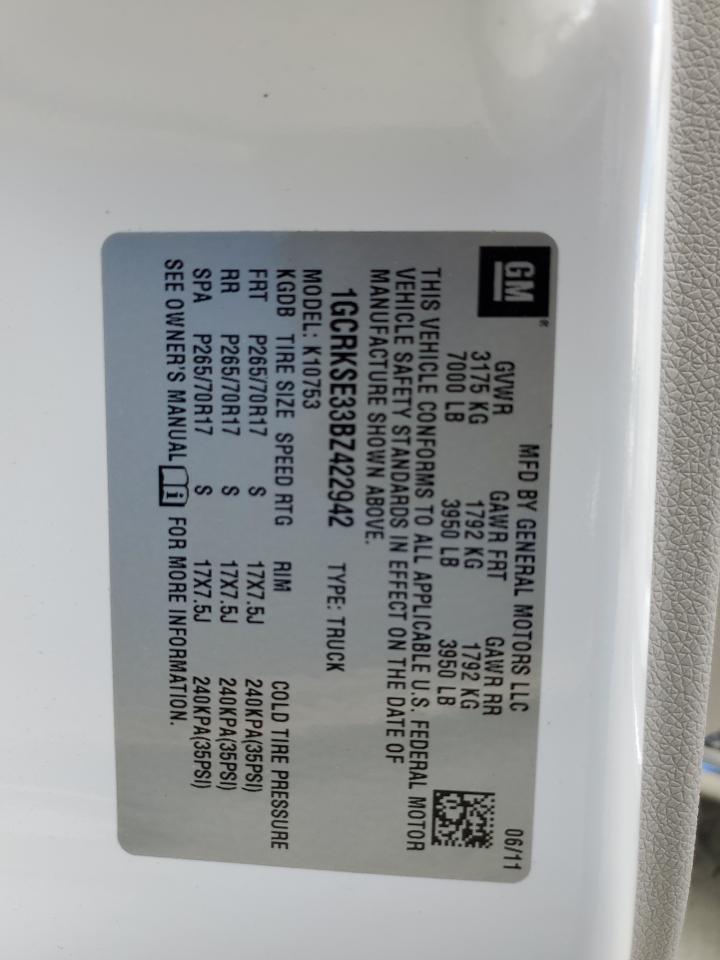 GM®
MFD BY GENERAL MOTORS LLC 06/11
GVWR GAWR FRT GAWR RR
3175 KG 1792 KG 1792 KG
7000 LB 3950 LB 3950 LB
THIS VEHICLE CONFORMS TO ALL APPLICABLE U.S. FEDERAL MOTOR
VEHICLE SAFETY STANDARDS IN EFFECT ON THE DATE OF
MANUFACTURE SHOWN ABOVE.
1GCRKSE33BZ422942 TYPE: TRUCK
MODEL: K10753
KGDB TIRE SIZE SPEED RTG RIM COLD TIRE PRESSURE
FRT P265/70R17 S 17X7.5J 240KPA(35PSI)
RR P265/70R17 S 17X7.5J 240KPA(35PSI)
SPA P265/70R17 S 17X7.5J 240KPA(35PSI)
SEE OWNER'S MANUAL i FOR MORE INFORMATION.